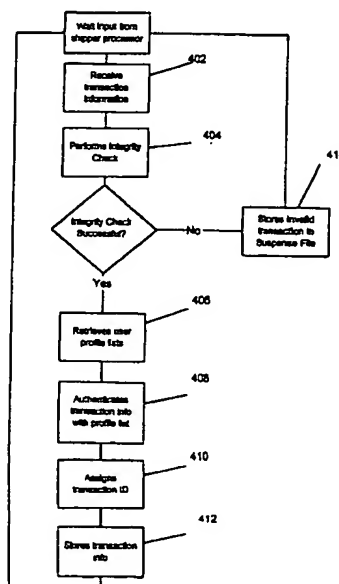 Wait Input from
shipper processor
402
Receive
transaction
information
404
Performs Integrity
Check
Integrity Check
Successful?
No
41
Stores Invalid
transaction to
Suspense File
Yes
406
Retrieves user
profile lists
408
Authenticates
transaction info
with profile list
410
Assigns
transaction ID
412
Stores transaction
info